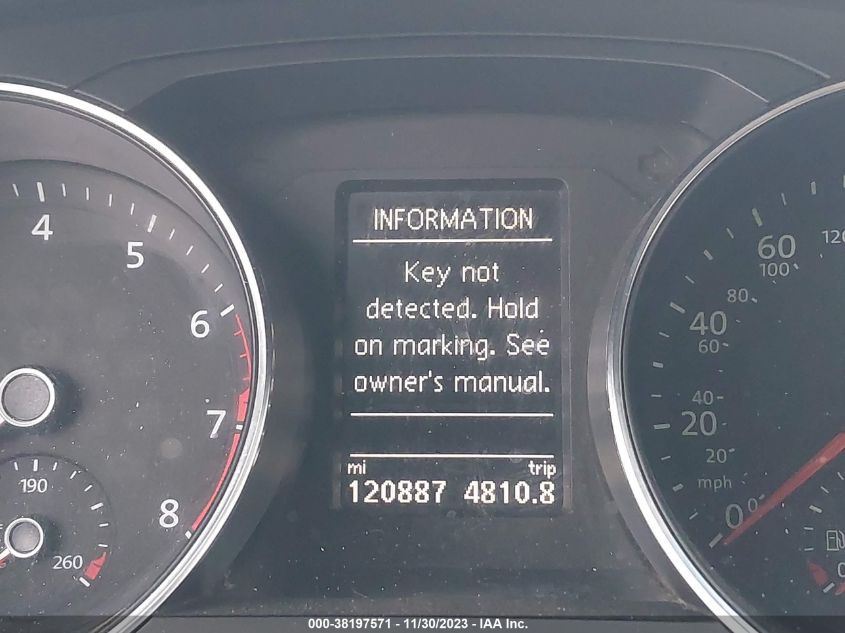 INFORMATION
Key not
detected. Hold
on marking. See
owner's manual.
mi trip
120887 4810.8
4
5
6
7
8
190
260
120
60
100
80
40
60
40
20
20
mph
0 0
0
000-38197571 - 11/30/2023 - IAA Inc.